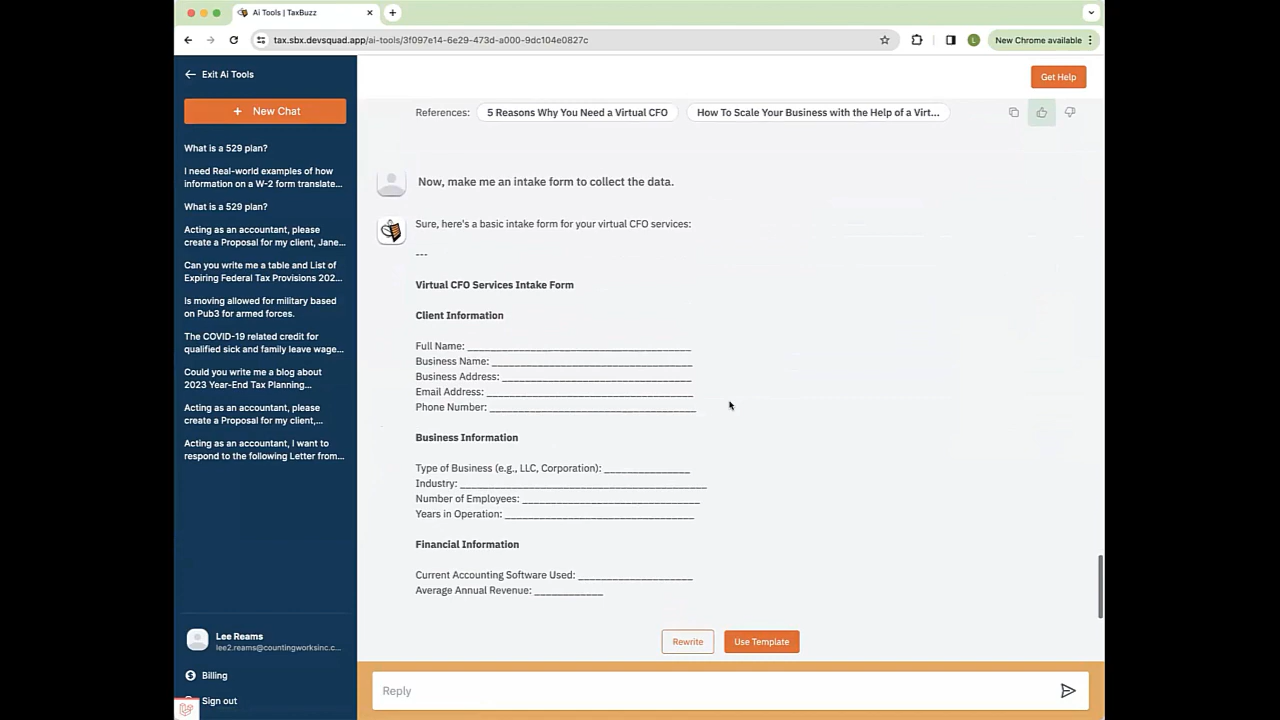 Ai Tools | TaxBuzz
tax.sbx.devsquad.app/ai-tools/3f097e14-6e29-473d-a000-9dc104e0827c
New Chrome available
Exit Ai Tools
Get Help
+ New Chat
References: 5 Reasons Why You Need a Virtual CFO How To Scale Your Business with the Help of a Virt...
What is a 529 plan?
I need Real-world examples of how
information on a W-2 form translate...
What is a 529 plan?
Acting as an accountant, please
create a Proposal for my client, Jane...
Can you write me a table and List of
Expiring Federal Tax Provisions 202...
Is moving allowed for military based
on Pub3 for armed forces.
The COVID-19 related credit for
qualified sick and family leave wage...
Could you write me a blog about
2023 Year-End Tax Planning...
Acting as an accountant, please
create a Proposal for my client,...
Acting as an accountant, I want to
respond to the following Letter from...
Lee Reams
lee2.reams@countingworksinc.c...
Billing
Sign out
Now, make me an intake form to collect the data.
Sure, here's a basic intake form for your virtual CFO services:
---
Virtual CFO Services Intake Form
Client Information
Full Name: ____________________________________
Business Name: ________________________________
Business Address: ______________________________
Email Address: _________________________________
Phone Number: _________________________________
Business Information
Type of Business (e.g., LLC, Corporation): ______________
Industry: ________________________________________
Number of Employees: _____________________________
Years in Operation: ______________________________
Financial Information
Current Accounting Software Used: __________________
Average Annual Revenue: ___________
Rewrite
Use Template
Reply
L